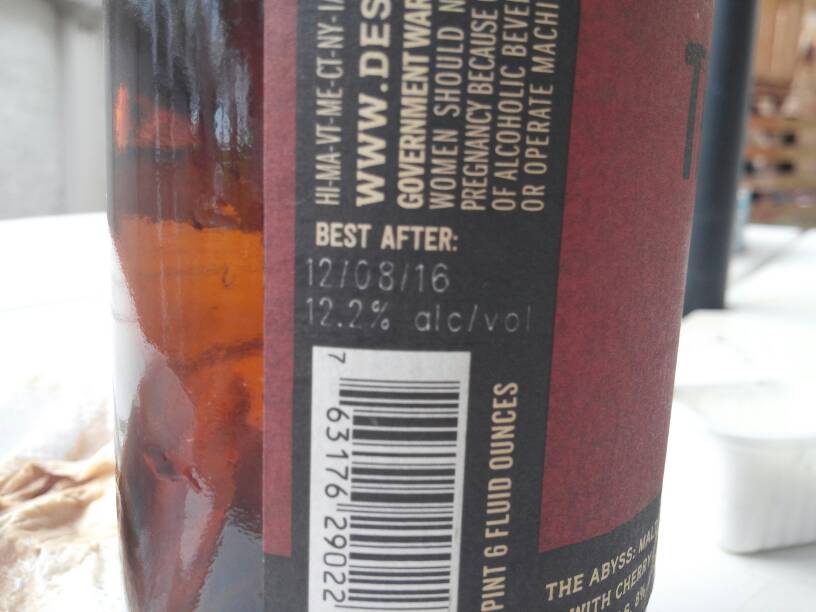 HI-MA-VT-ME-CT-NY-
WWW.DES
GOVERNMENT WAR
WOMEN SHOULD N
PREGNANCY BECAUSE
OF ALCOHOLIC BEVE
OR OPERATE MACHI
BEST AFTER:
12/08/16
12.2% alc/vol
7 63176 29022
PINT 6 FLUID OUNCES
T
THE ABYSS: MAL
WITH CHERRY